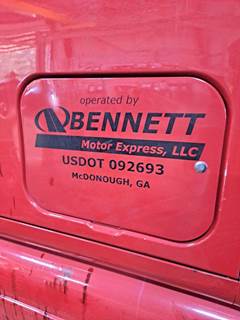 operated by
BENNETT
Motor Express, LLC
USDOT 092693
McDONOUGH, GA